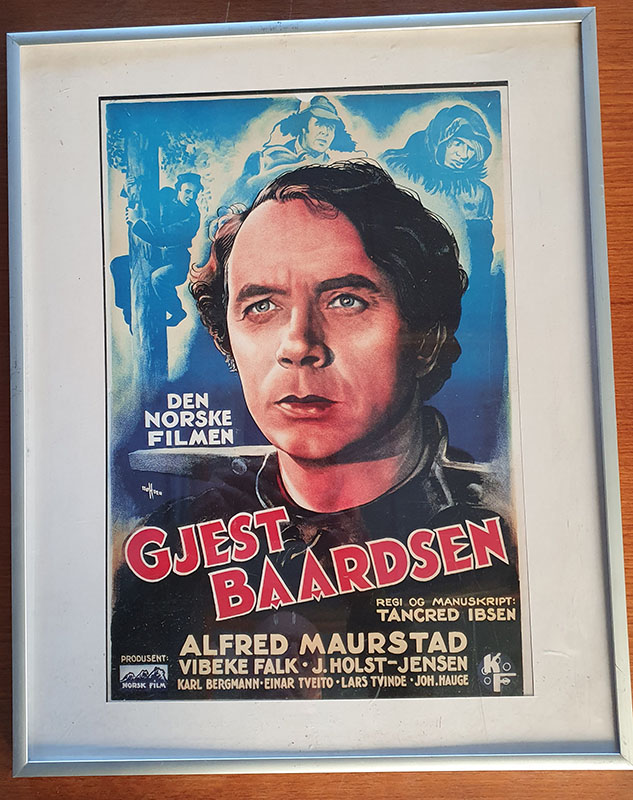 DEN
NORSKE
FILMEN
GJEST
BAARDSEN
REGI OG MANUSKRIPT:
TANCRED IBSEN
ALFRED MAURSTAD
VIBEKE FALK · J. HOLST-JENSEN
KARL BERGMANN · EINAR TVEITO · LARS TVINDE · JOH. HAUGE
PRODUSENT:
NORSK FILM
K
F